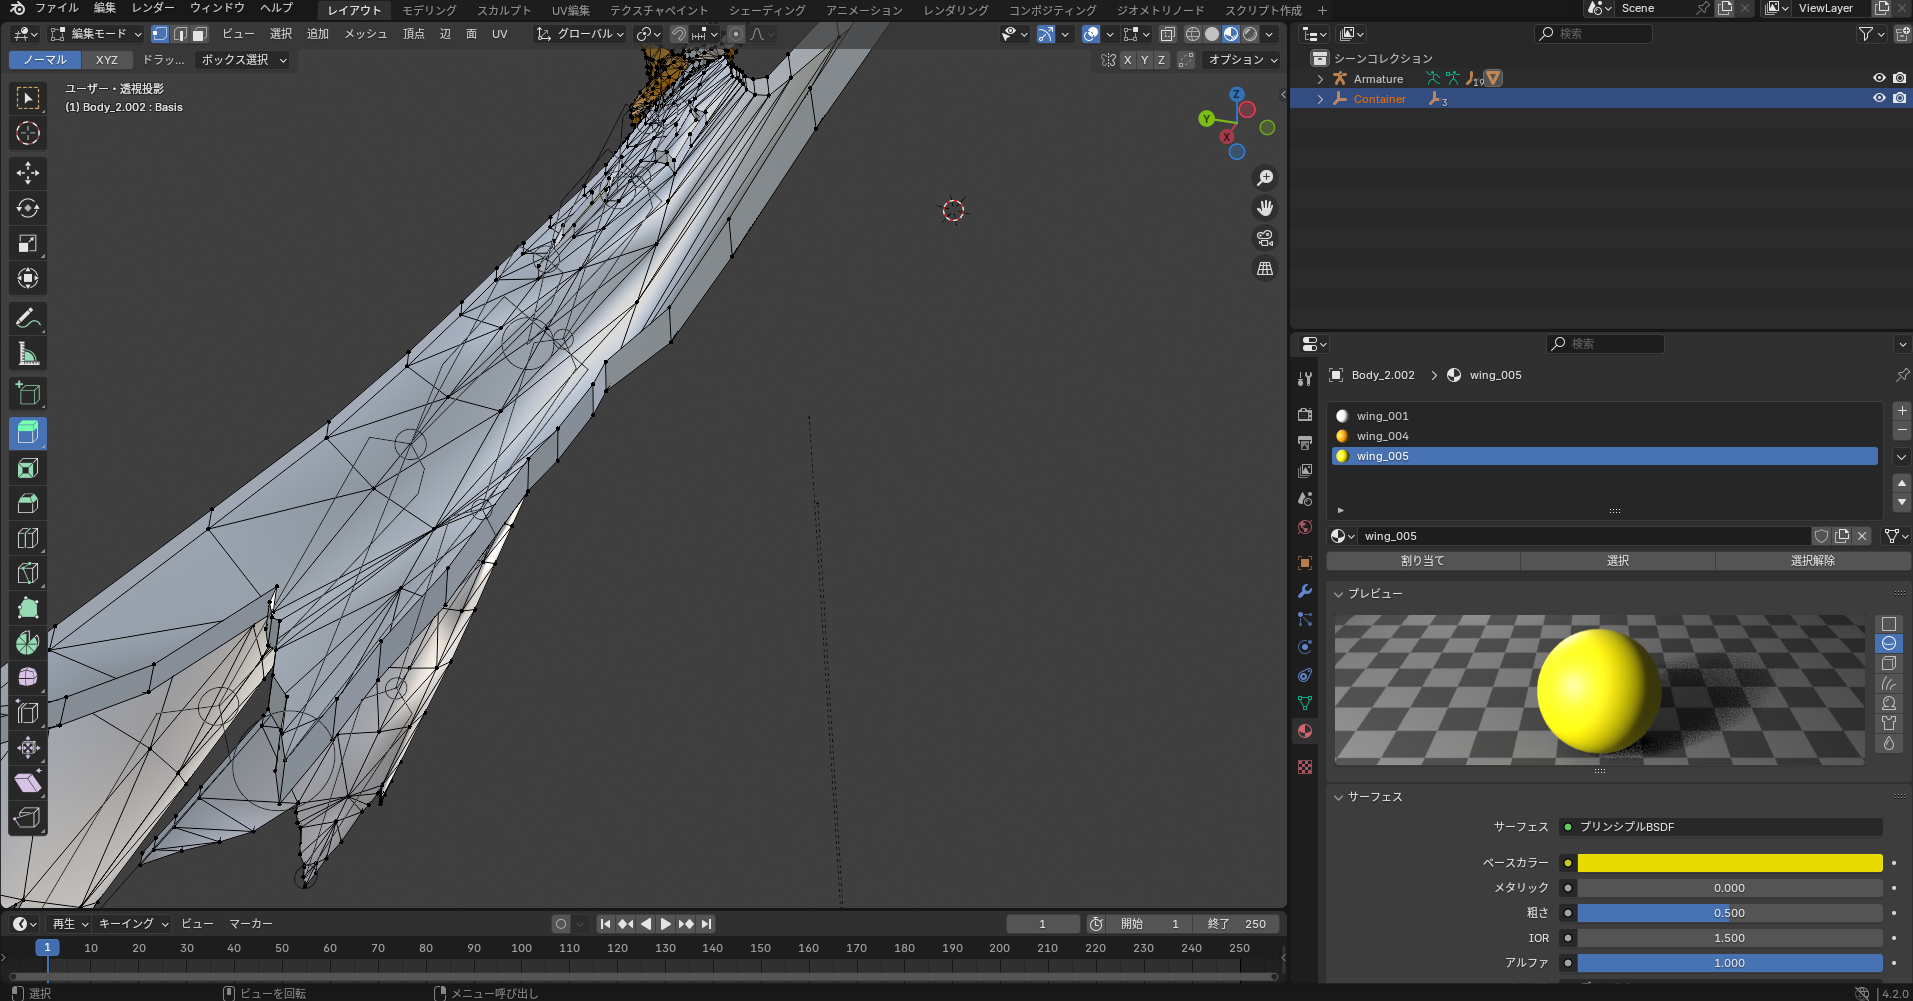 ファイル 編集 レンダー ウィンドウ ヘルプ レイアウト モデリング スカルプト UV編集 テクスチャペイント シェーディング アニメーション レンダリング コンポジティング ジオメトリノード スクリプト作成 + Scene ViewLayer
編集モード ビュー 選択 追加 メッシュ 頂点 辺 面 UV グローバル 検索
ノーマル XYZ ドラッ... ボックス選択 X Y Z オプション
シーンコレクション
Armature 19
Container 3
ユーザー・透視投影
(1) Body_2.002 : Basis
Z
Y
X
検索
Body_2.002 > wing_005
wing_001
wing_004
wing_005
wing_005
割り当て 選択 選択解除
プレビュー
サーフェス
サーフェス プリンシプルBSDF
ベースカラー
メタリック 0.000
粗さ 0.500
IOR 1.500
アルファ 1.000
再生 キーイング ビュー マーカー 1 開始 1 終了 250
1 10 20 30 40 50 60 70 80 90 100 110 120 130 140 150 160 170 180 190 200 210 220 230 240 250
選択 ビューを回転 メニュー呼び出し 4.2.0